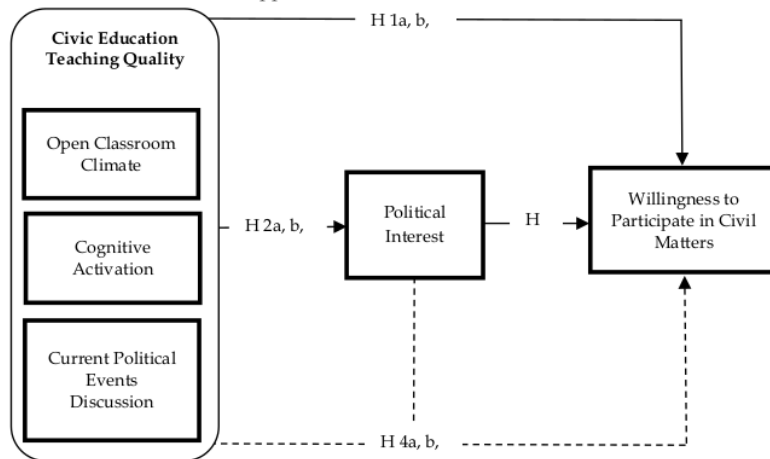 Civic Education
Teaching Quality
H 1a, b,
Open Classroom
Climate
Cognitive
Activation
Current Political
Events
Discussion
H 2a, b,
Political
Interest
H
Willingness to
Participate in Civil
Matters
H 4a, b,